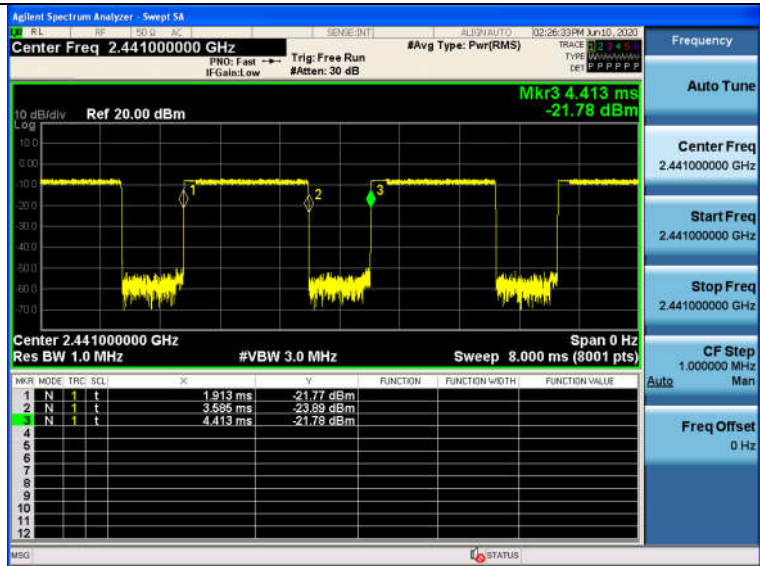 Agilent Spectrum Analyzer - Swept SA
RL RF 50 Ω AC SENSE:INT ALIGNAUTO 02:26:33 PM Jun 10, 2020
Center Freq 2.441000000 GHz #Avg Type: Pwr(RMS) TRACE 1 2 3 4 5 6
PNO: Fast Trig: Free Run TYPE
IFGain:Low #Atten: 30 dB DET P P P P P P
Mkr3 4.413 ms
10 dB/div Ref 20.00 dBm -21.78 dBm
Log
10.0
0.00
-10.0
1
2
3
-20.0
-30.0
-40.0
-50.0
-60.0
-70.0
Center 2.441000000 GHz Span 0 Hz
Res BW 1.0 MHz #VBW 3.0 MHz Sweep 8.000 ms (8001 pts)
MKR MODE TRC SCL X Y FUNCTION FUNCTION WIDTH FUNCTION VALUE
1 N 1 t 1.913 ms -21.77 dBm
2 N 1 t 3.585 ms -23.89 dBm
3 N 1 t 4.413 ms -21.78 dBm
4
5
6
7
8
9
10
11
12
MSG STATUS
Frequency
Auto Tune
Center Freq
2.441000000 GHz
Start Freq
2.441000000 GHz
Stop Freq
2.441000000 GHz
CF Step
1.000000 MHz
Auto Man
Freq Offset
0 Hz